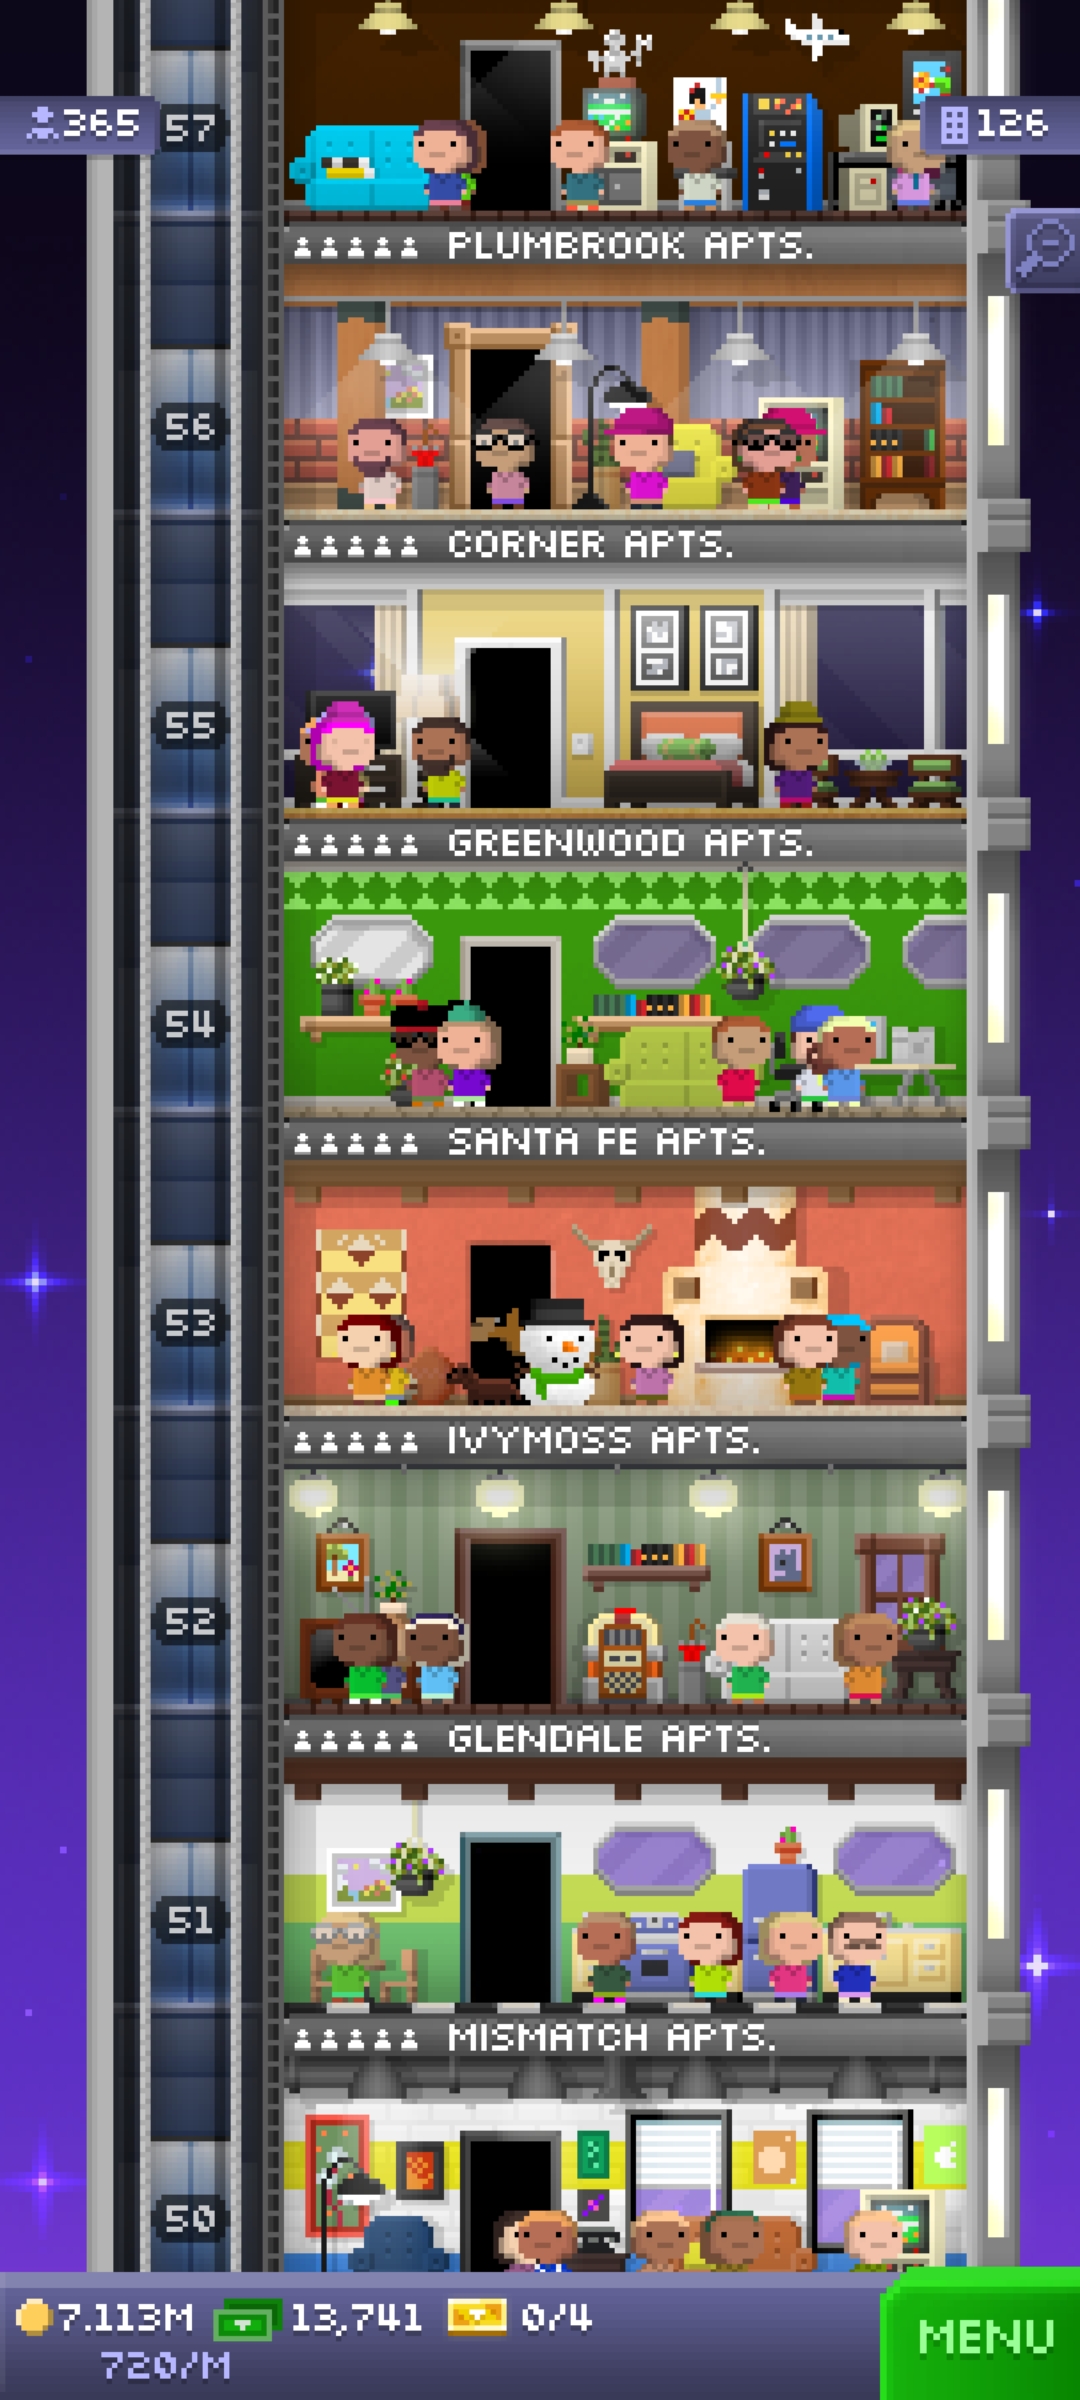 365
57
126
PLUMBROOK APTS.
56
CORNER APTS.
55
GREENWOOD APTS.
54
SANTA FE APTS.
53
IVYMOSS APTS.
52
GLENDALE APTS.
51
MISMATCH APTS.
50
7.113M 13,741 0/4
720/M
MENU